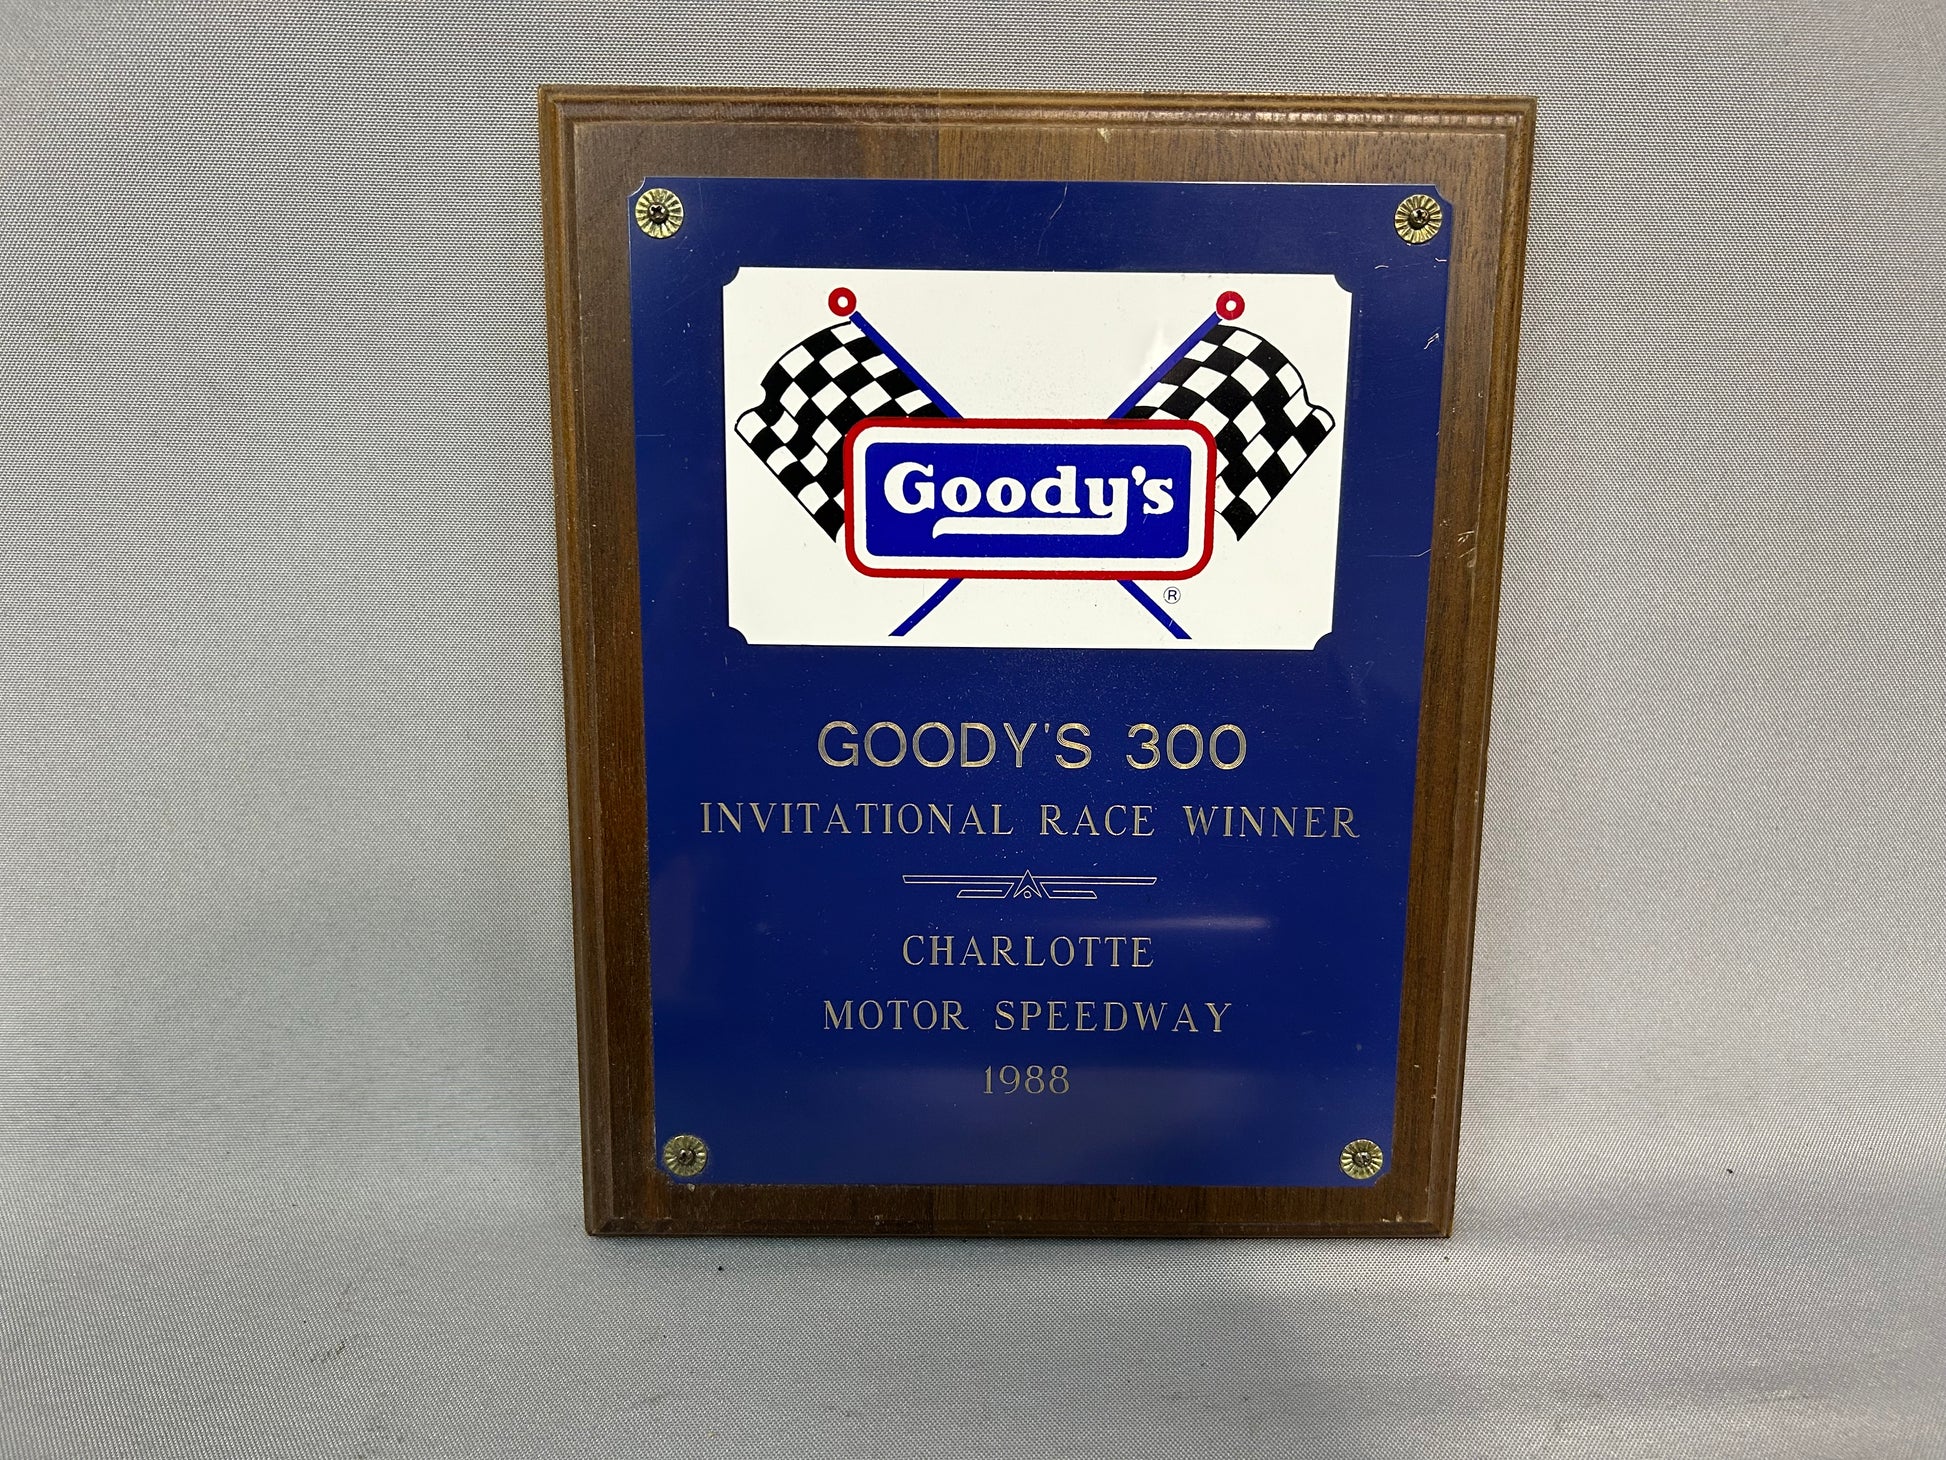 Goody's
®
GOODY'S 300
INVITATIONAL RACE WINNER
CHARLOTTE
MOTOR SPEEDWAY
1988